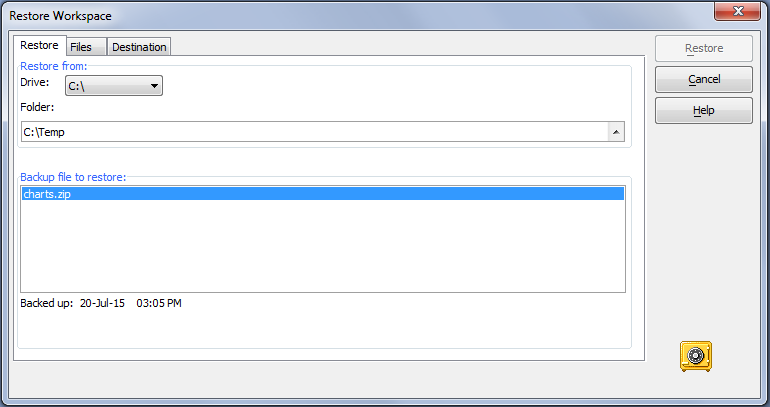 Restore Workspace
Restore Files Destination
Restore from:
Drive: C:\
Folder:
C:\Temp
Backup file to restore:
charts.zip
Backed up: 20-Jul-15 03:05 PM
Restore
Cancel
Help